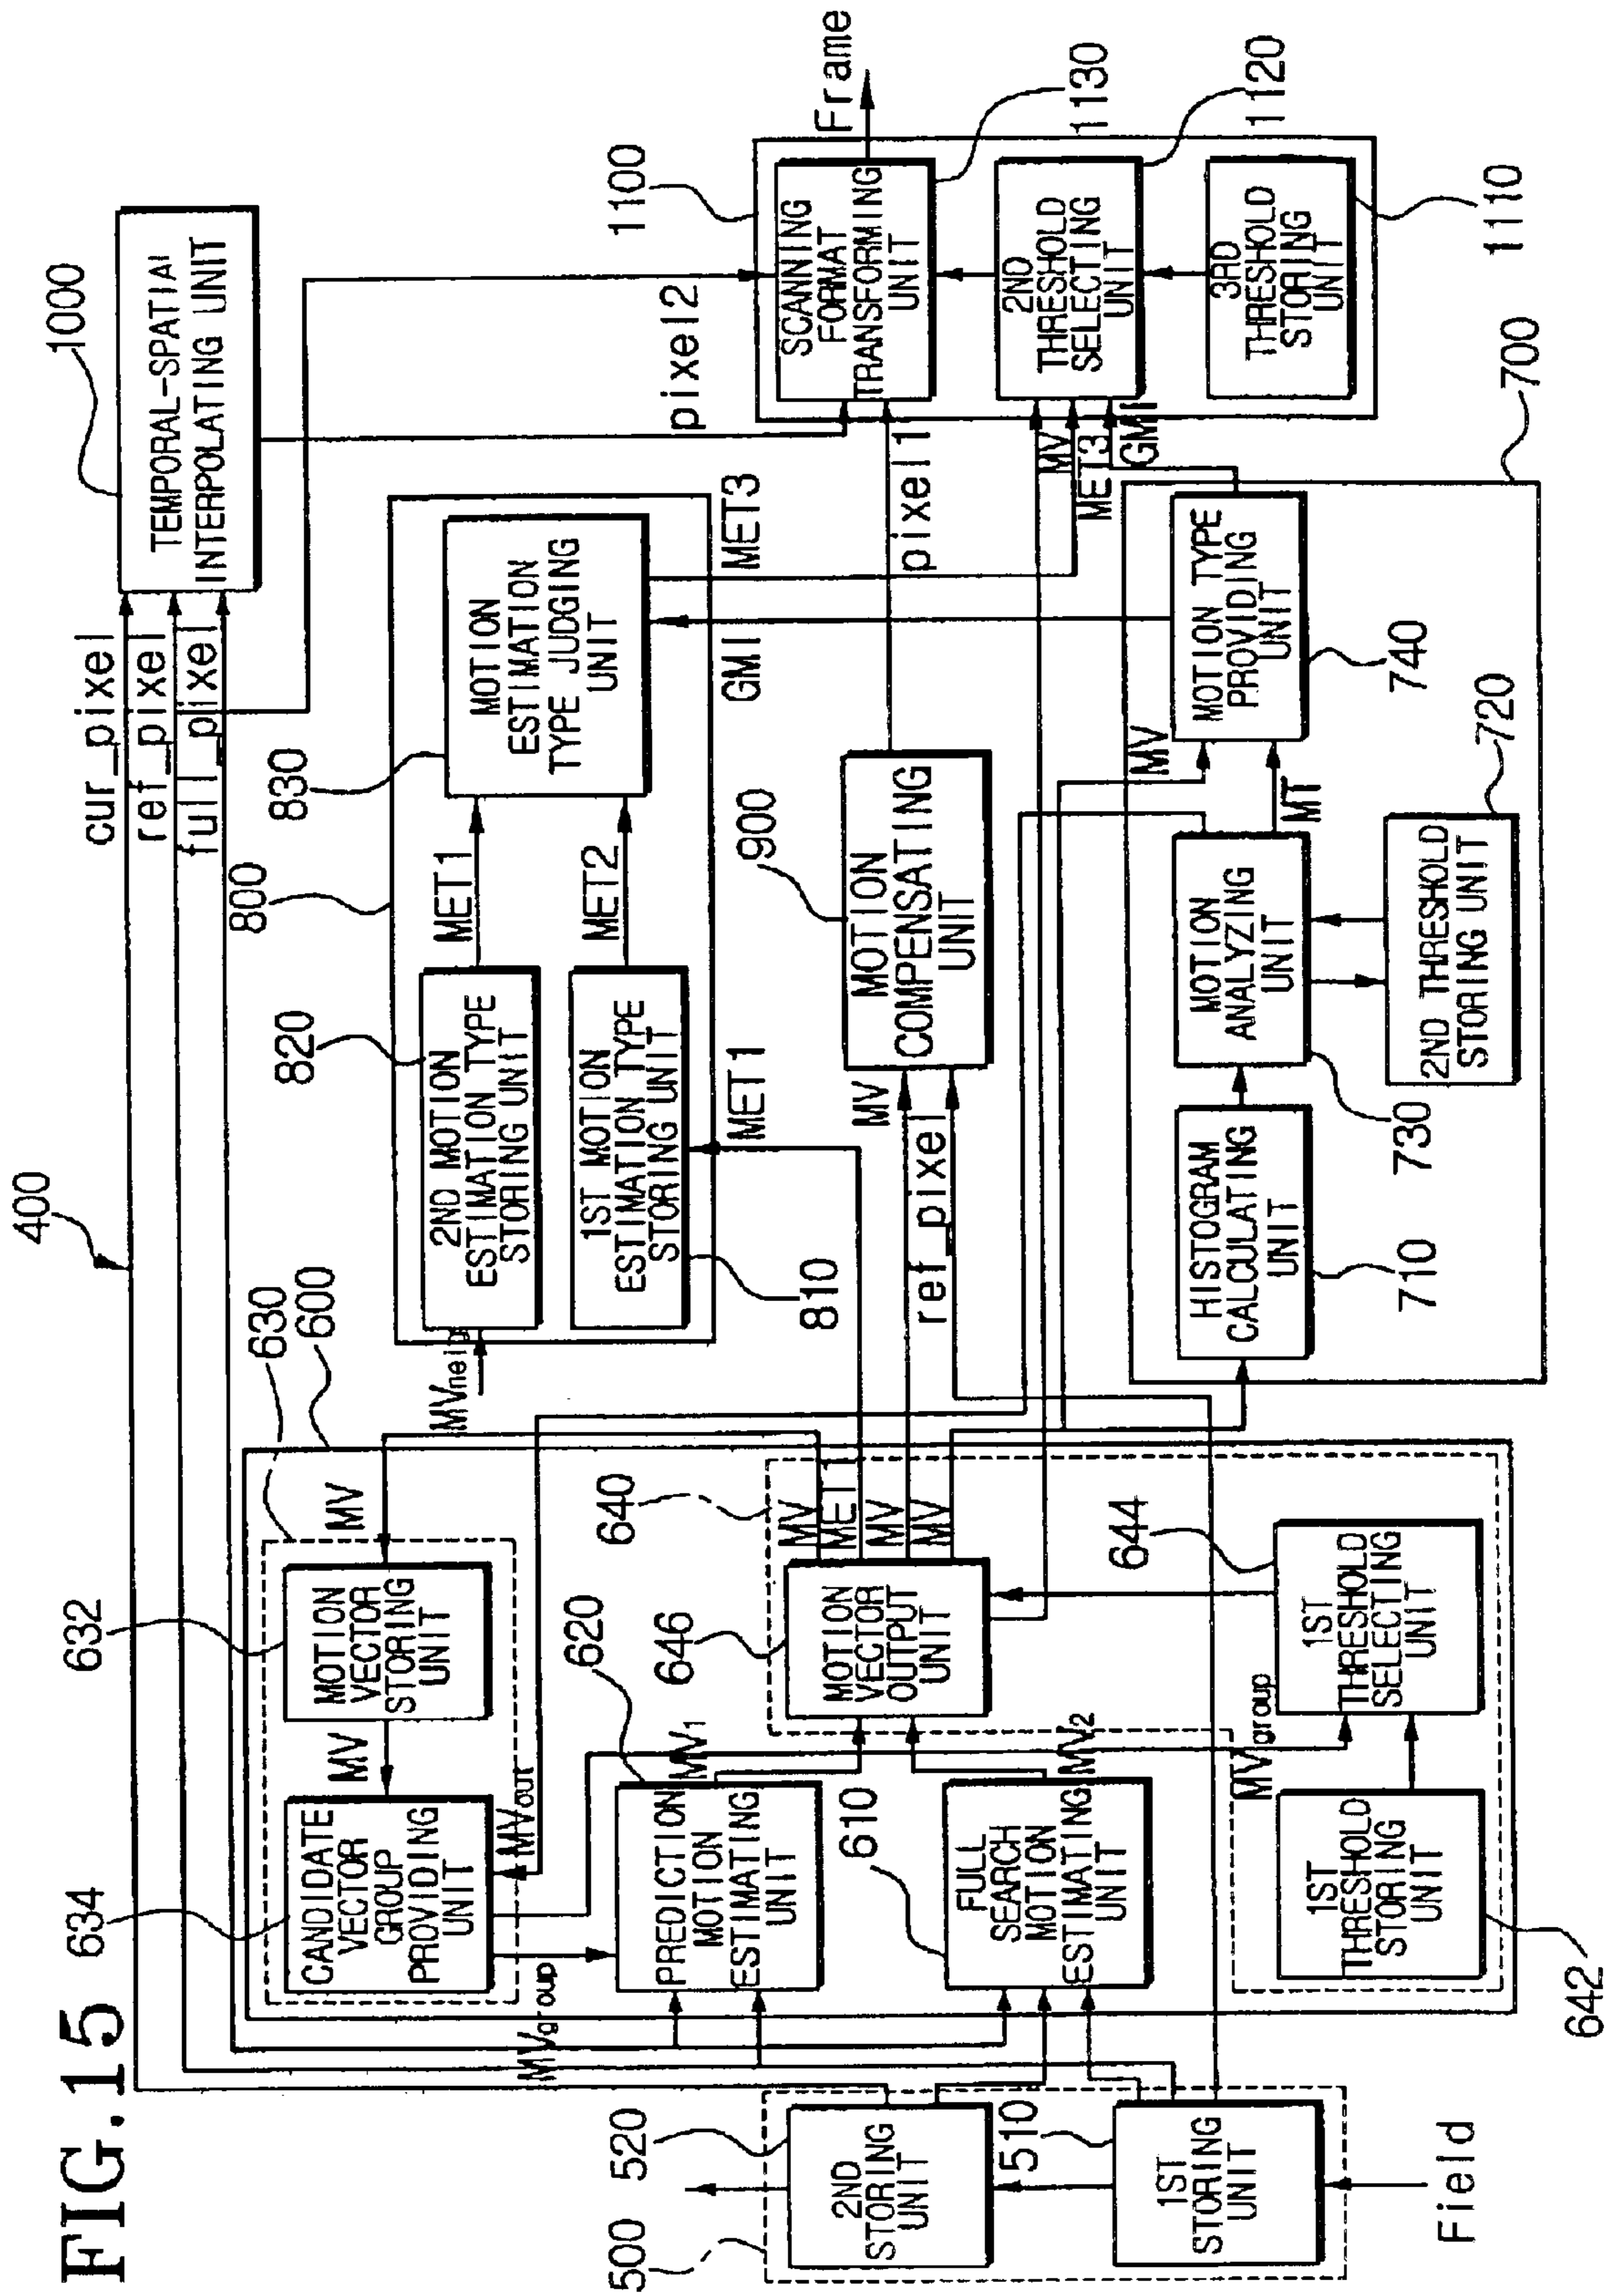 FIG.15
400
1000
TEMPORAL-SPATIAL
INTERPOLATING UNIT
cur_pixel
ref_pixel
full_pixel
630
600
634
CANDIDATE
VECTOR
GROUP
PROVIDING
UNIT
MV
632
MOTION
VECTOR
STORING
UNIT
MV
MVgroup
MVout
820
2ND MOTION
ESTIMATION TYPE
STORING UNIT
1ST MOTION
ESTIMATION TYPE
STORING UNIT
810
MET1
MET2
800
830
MOTION
ESTIMATION
TYPE JUDGING
UNIT
MET1
GMI
MET3
pixel2
620
PREDICTION
MOTION
ESTIMATING
UNIT
MV1
610
FULL
SEARCH
MOTION
ESTIMATING
UNIT
MV2
640
646
MOTION
VECTOR
OUTPUT
UNIT
MV
MET1
MV
MV
MV
ref_pixel
900
MOTION
COMPENSATING
UNIT
pixel1
1100
SCANNING
FORMAT
TRANSFORMING
UNIT
Frame
1130
2ND
THRESHOLD
SELECTING
UNIT
1120
3RD
THRESHOLD
STORING
UNIT
1110
MV
MET3
GMI
500
520
2ND
STORING
UNIT
510
1ST
STORING
UNIT
Field
MVgroup
1ST
THRESHOLD
STORING
UNIT
642
644
1ST
THRESHOLD
SELECTING
UNIT
HISTOGRAM
CALCULATING
UNIT
710
MOTION
ANALYZING
UNIT
730
MV
MT
MOTION TYPE
PROVIDING
UNIT
740
2ND THRESHOLD
STORING UNIT
720
700